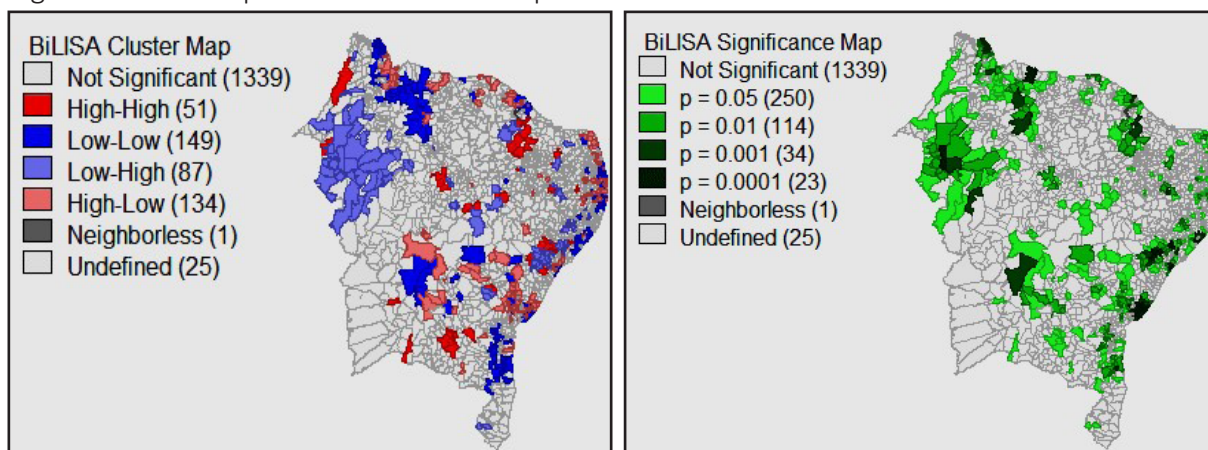 BiLISA Cluster Map
Not Significant (1339)
High-High (51)
Low-Low (149)
Low-High (87)
High-Low (134)
Neighborless (1)
Undefined (25)
BiLISA Significance Map
Not Significant (1339)
p = 0.05 (250)
p = 0.01 (114)
p = 0.001 (34)
p = 0.0001 (23)
Neighborless (1)
Undefined (25)